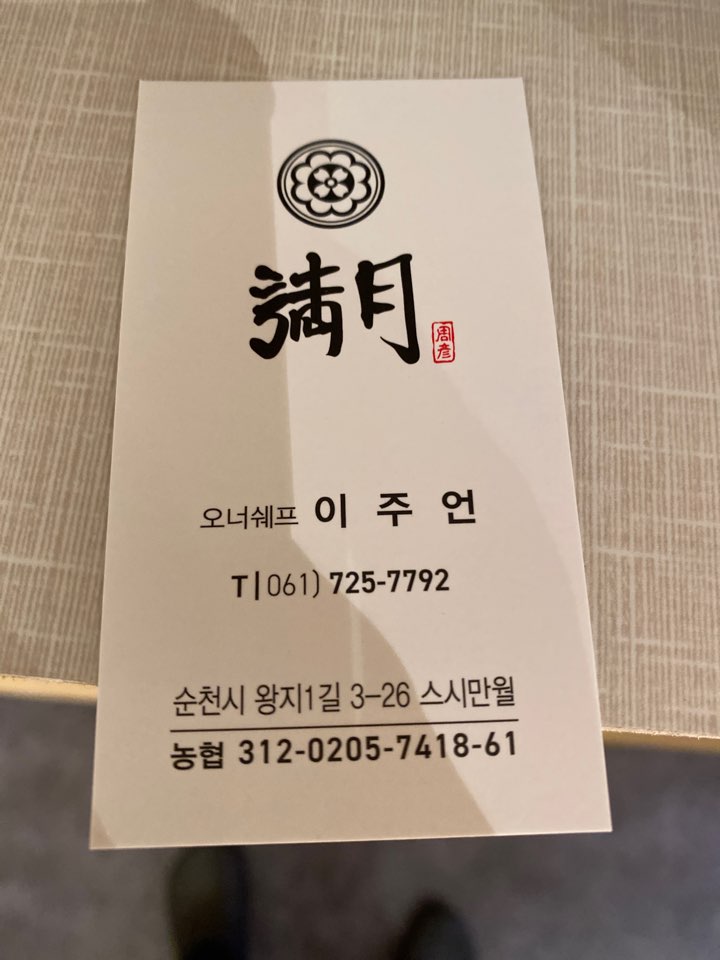 満月
周彦
오너쉐프 이 주 언
T|061) 725-7792
순천시 왕지1길 3-26 스시만월
농협 312-0205-7418-61